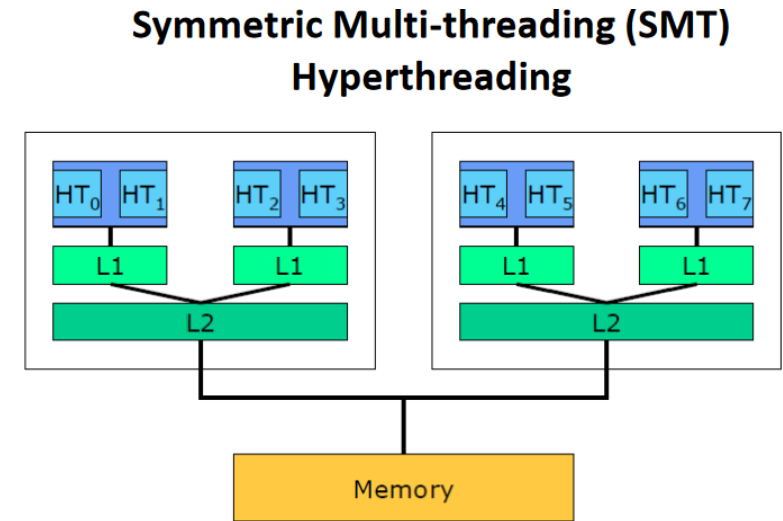 Symmetric Multi-threading (SMT)
Hyperthreading
HT₀ HT₁ HT₂ HT₃ HT₄ HT₅ HT₆ HT₇
L1 L1 L1 L1
L2 L2
Memory